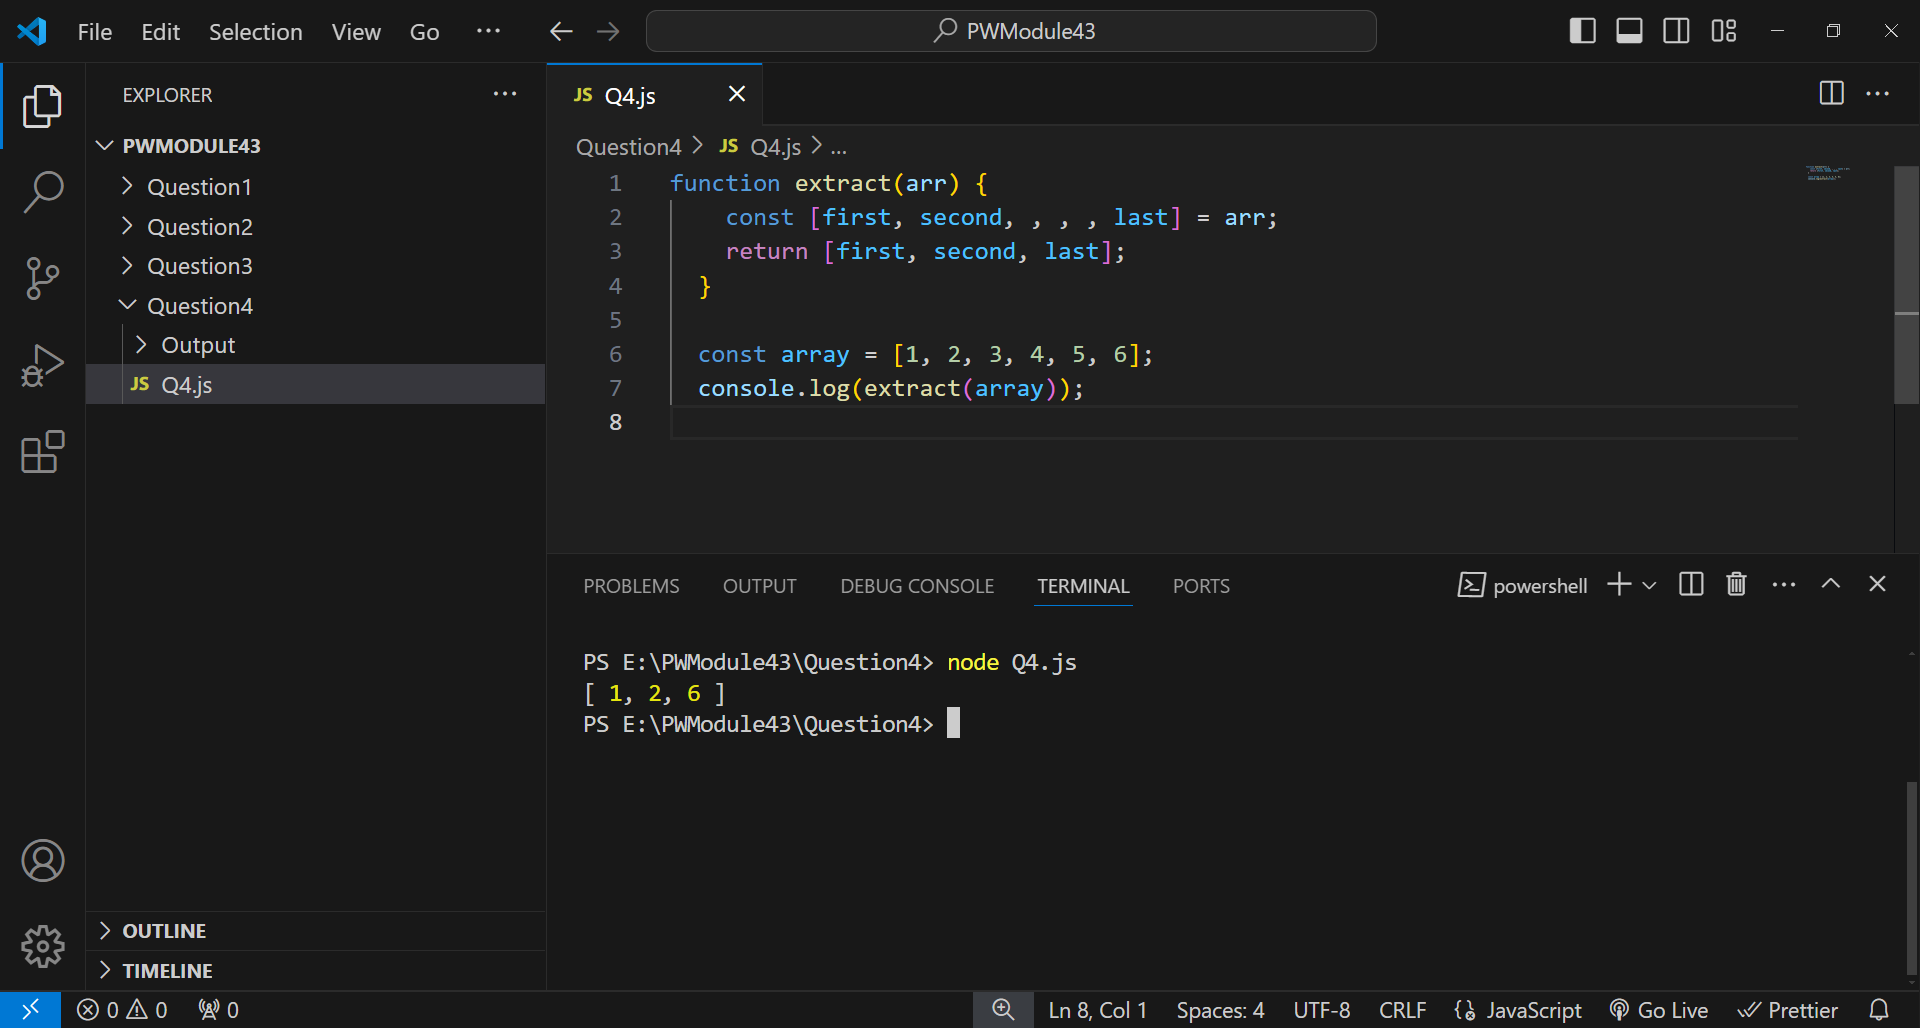 File Edit Selection View Go ... PWModule43
EXPLORER ...
PWMODULE43
Question1
Question2
Question3
Question4
Output
JS Q4.js
OUTLINE
TIMELINE
JS Q4.js
Question4 > JS Q4.js > ...
1 function extract(arr) {
2 const [first, second, , , , last] = arr;
3 return [first, second, last];
4 }
5
6 const array = [1, 2, 3, 4, 5, 6];
7 console.log(extract(array));
8
PROBLEMS OUTPUT DEBUG CONSOLE TERMINAL PORTS powershell
PS E:\PWModule43\Question4> node Q4.js
[ 1, 2, 6 ]
PS E:\PWModule43\Question4>
0 0 0 Ln 8, Col 1 Spaces: 4 UTF-8 CRLF JavaScript Go Live Prettier